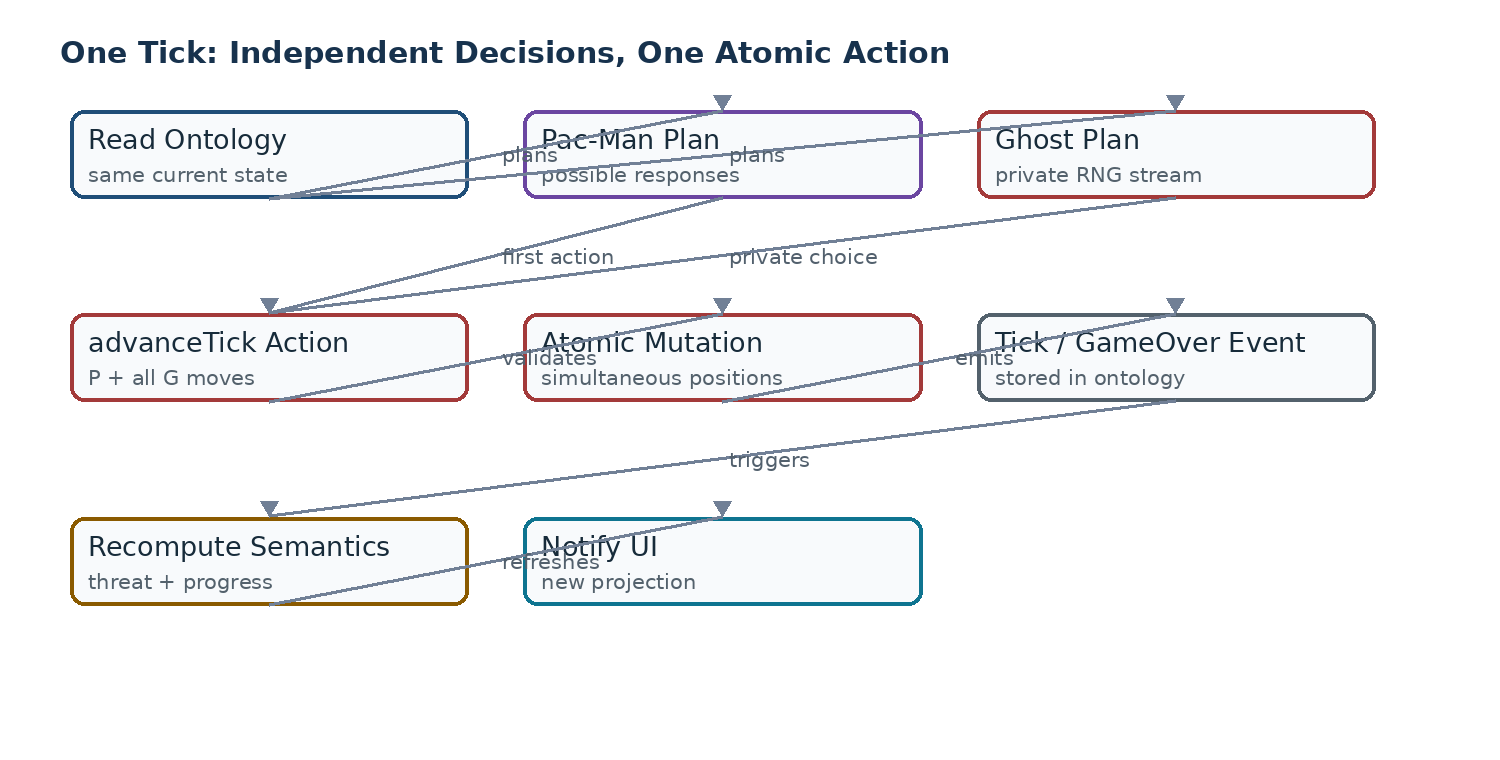 One Tick: Independent Decisions, One Atomic Action
Read Ontology
same current state
plans
Pac-Man Plan
possible responses
plans
Ghost Plan
private RNG stream
first action
private choice
advanceTick Action
P + all G moves
validates
Atomic Mutation
simultaneous positions
emits
Tick / GameOver Event
stored in ontology
triggers
Recompute Semantics
threat + progress
refreshes
Notify UI
new projection